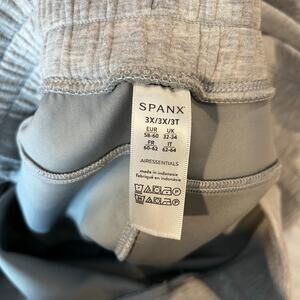 SPANX
3X/3X/3T
EUR UK
58-60 32-34
FR IT
60-62 62-64
AIRESSENTIALS
made in indonesia
fabriqué en indonésie